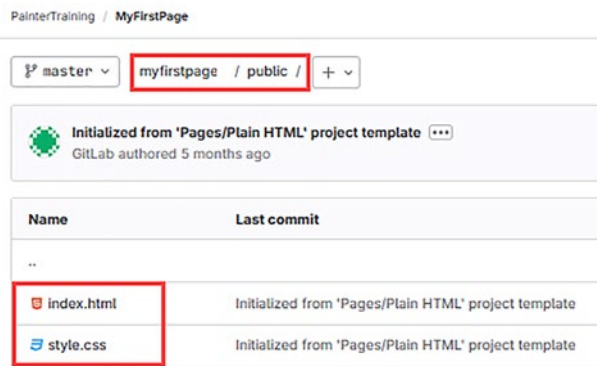 PainterTraining / MyFirstPage
master myfirstpage / public / +
Initialized from 'Pages/Plain HTML' project template
GitLab authored 5 months ago
Name Last commit
..
index.html Initialized from 'Pages/Plain HTML' project template
style.css Initialized from 'Pages/Plain HTML' project template